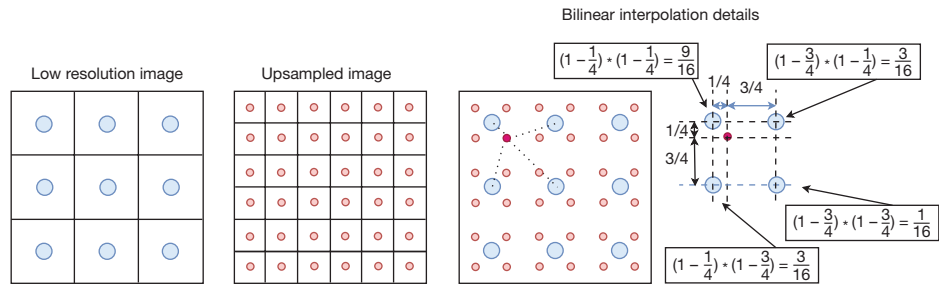 Bilinear interpolation details
Low resolution image
Upsampled image
(1 - 1/4) * (1 - 1/4) = 9/16
(1 - 3/4) * (1 - 1/4) = 3/16
1/4
3/4
1/4
3/4
(1 - 3/4) * (1 - 3/4) = 1/16
(1 - 1/4) * (1 - 3/4) = 3/16